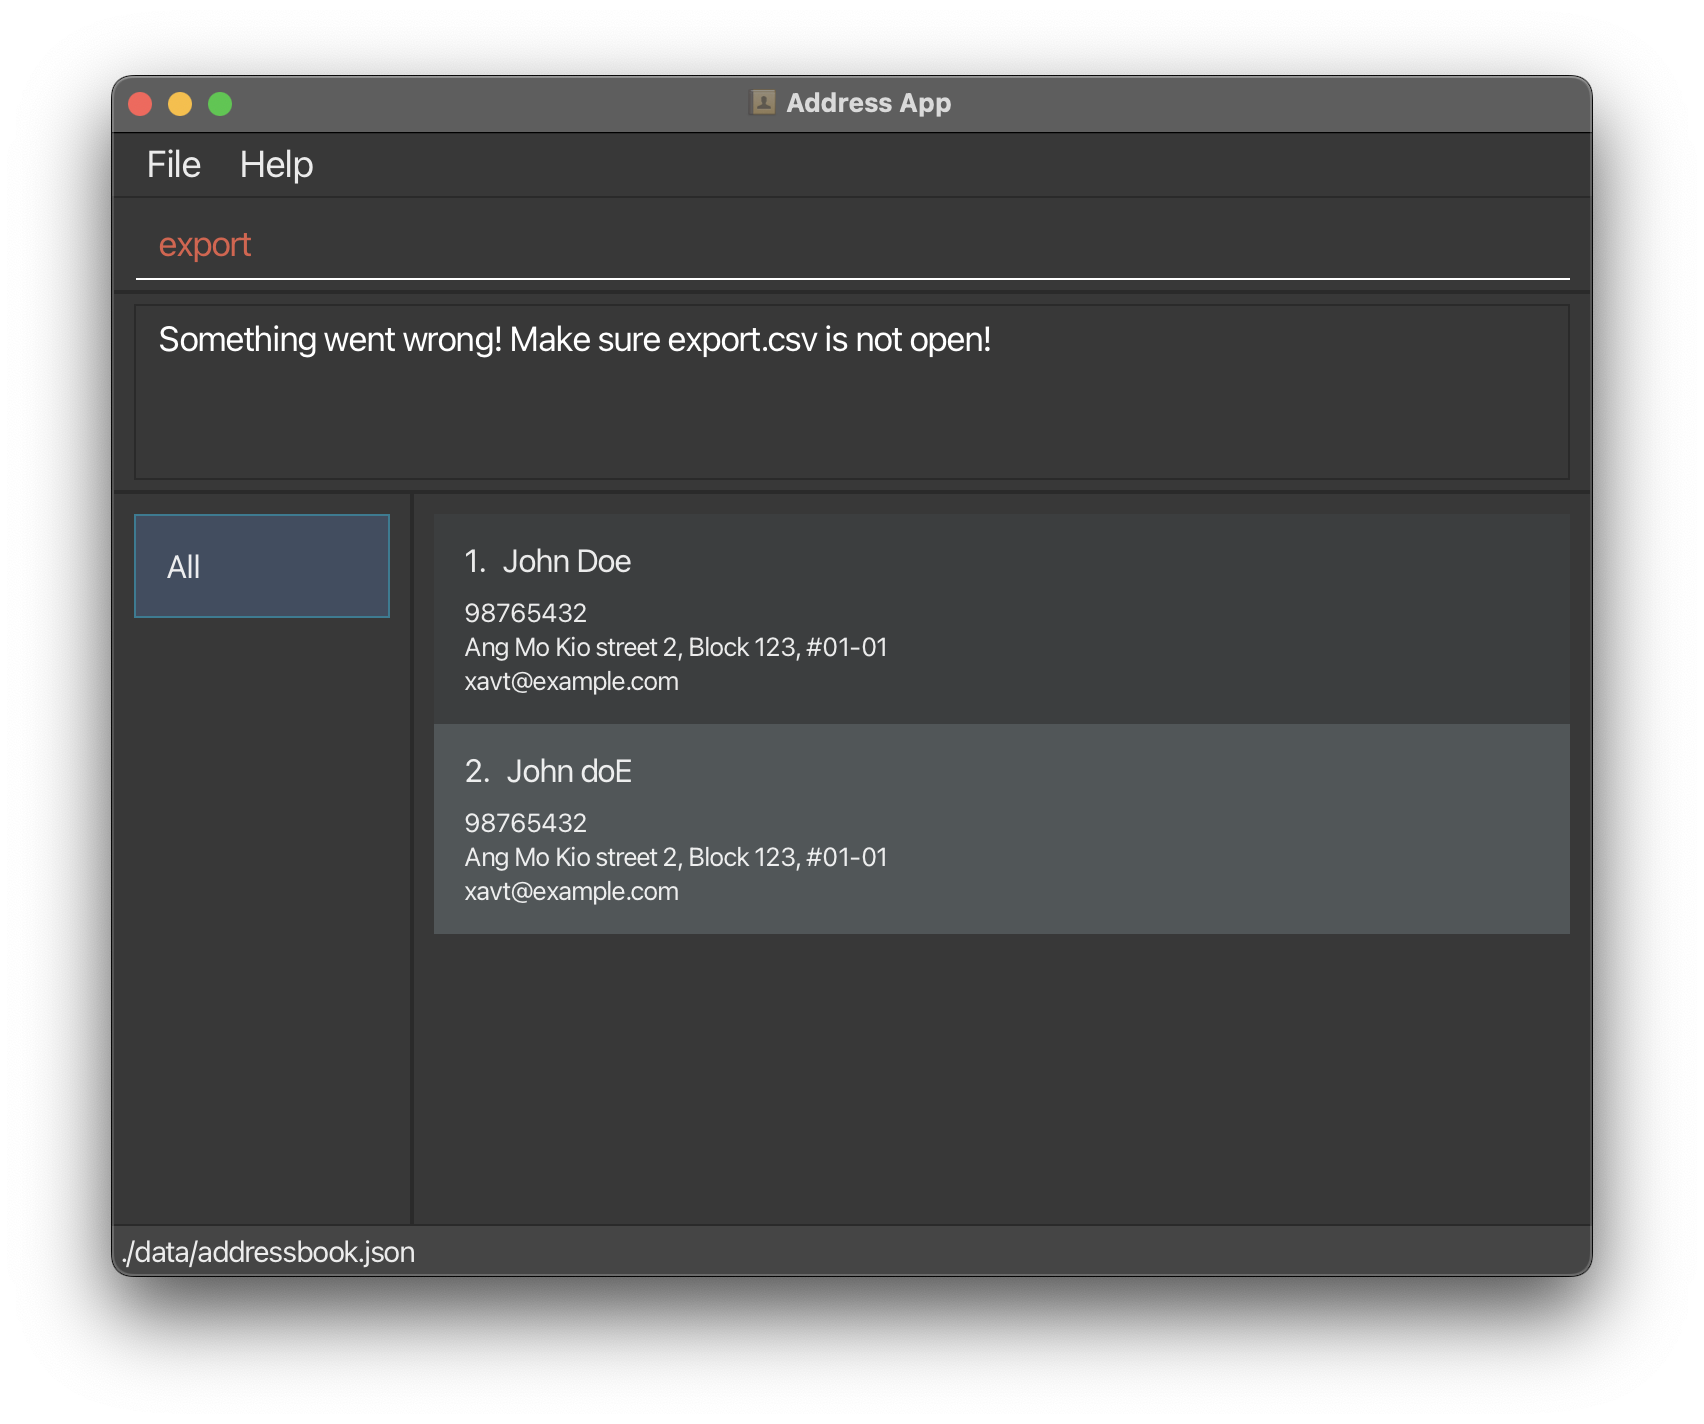 Address App
File Help
export
Something went wrong! Make sure export.csv is not open!
All
1. John Doe
98765432
Ang Mo Kio street 2, Block 123, #01-01
xavt@example.com
2. John doE
98765432
Ang Mo Kio street 2, Block 123, #01-01
xavt@example.com
./data/addressbook.json